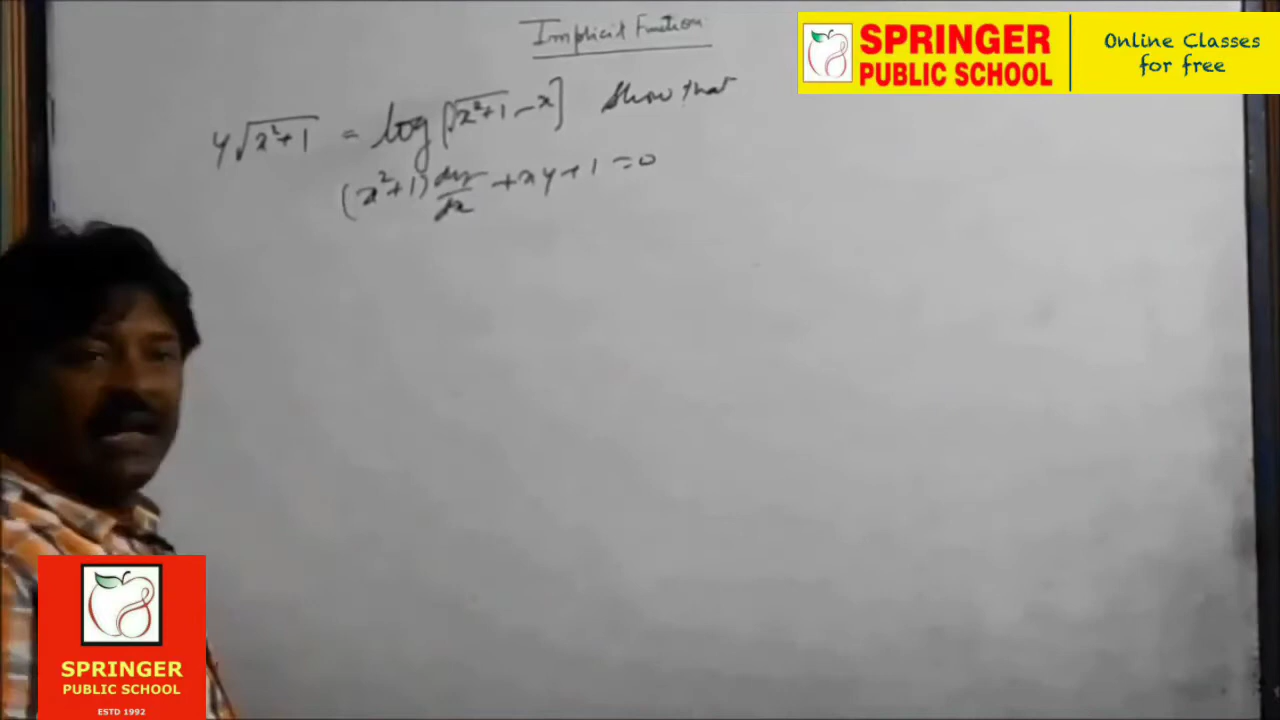 Implicit Function
y√(x²+1) = log[√(x²+1) - x] Show that
(x²+1) dy/dx + xy + 1 = 0
SPRINGER
PUBLIC SCHOOL
Online Classes
for free
SPRINGER
PUBLIC SCHOOL
ESTD 1992